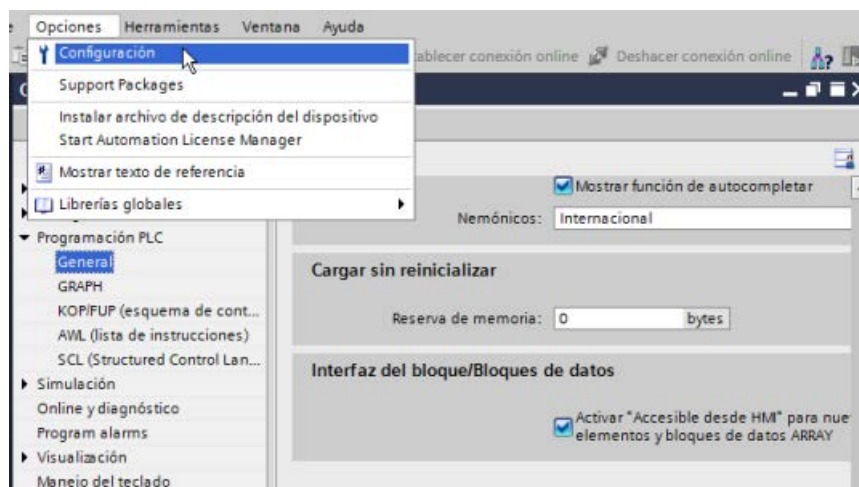 Opciones Herramientas Ventana Ayuda
Configuración
ablecer conexión online Deshacer conexión online
Support Packages
Instalar archivo de descripción del dispositivo
Start Automation License Manager
Mostrar texto de referencia
Mostrar función de autocompletar
Librerías globales
Nemónicos: Internacional
Programación PLC
General
GRAPH
KOP/FUP (esquema de cont...
AWL (lista de instrucciones)
SCL (Structured Control Lan...
Simulación
Online y diagnóstico
Program alarms
Visualización
Manejo del teclado
Cargar sin reinicializar
Reserva de memoria: 0 bytes
Interfaz del bloque/Bloques de datos
Activar "Accesible desde HMI" para nue
elementos y bloques de datos ARRAY